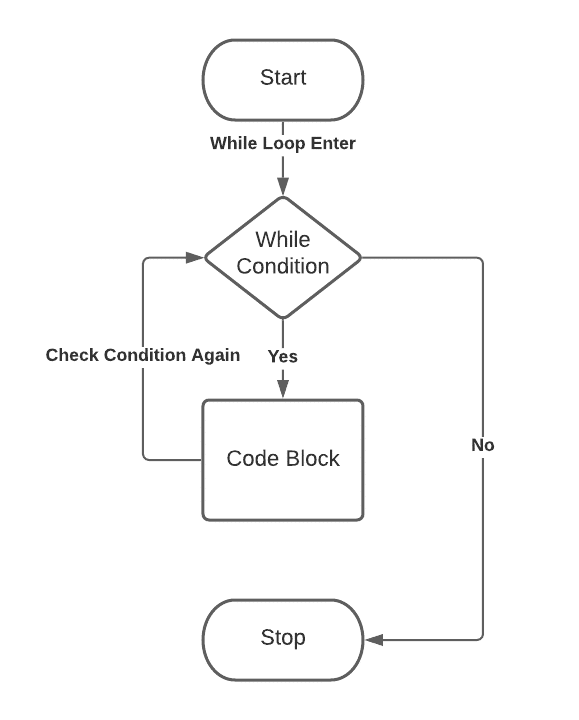 Start
While Loop Enter
While
Condition
Check Condition Again
Yes
Code Block
No
Stop